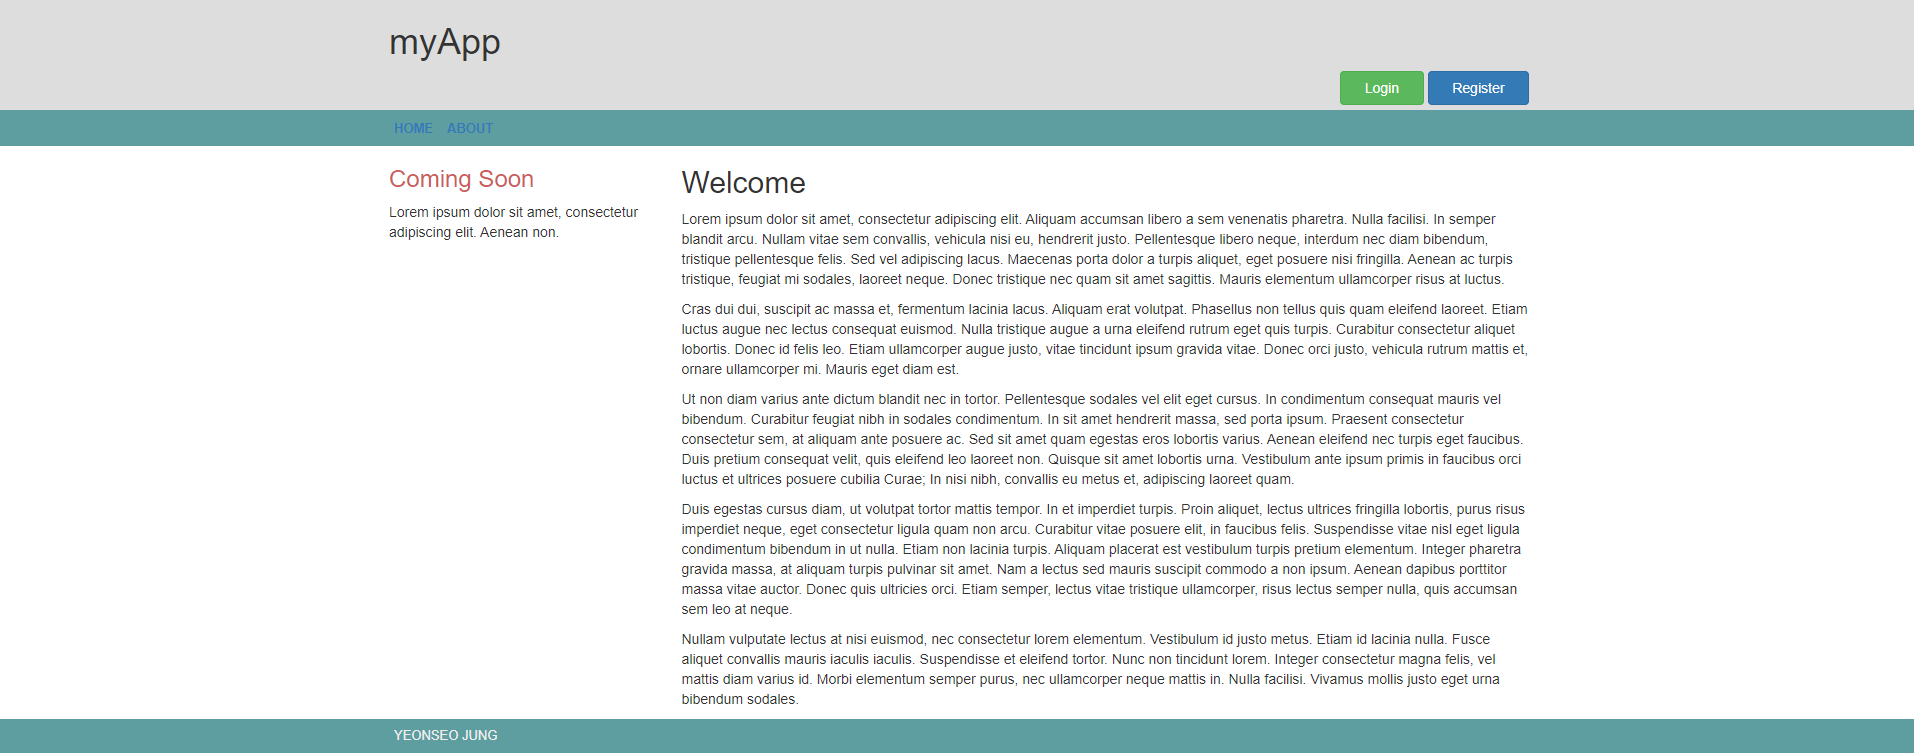 myApp
Login Register
HOME ABOUT
Coming Soon
Lorem ipsum dolor sit amet, consectetur
adipiscing elit. Aenean non.
Welcome
Lorem ipsum dolor sit amet, consectetur adipiscing elit. Aliquam accumsan libero a sem venenatis pharetra. Nulla facilisi. In semper
blandit arcu. Nullam vitae sem convallis, vehicula nisi eu, hendrerit justo. Pellentesque libero neque, interdum nec diam bibendum,
tristique pellentesque felis. Sed vel adipiscing lacus. Maecenas porta dolor a turpis aliquet, eget posuere nisi fringilla. Aenean ac turpis
tristique, feugiat mi sodales, laoreet neque. Donec tristique nec quam sit amet sagittis. Mauris elementum ullamcorper risus at luctus.
Cras dui dui, suscipit ac massa et, fermentum lacinia lacus. Aliquam erat volutpat. Phasellus non tellus quis quam eleifend laoreet. Etiam
luctus augue nec lectus consequat euismod. Nulla tristique augue a urna eleifend rutrum eget quis turpis. Curabitur consectetur aliquet
lobortis. Donec id felis leo. Etiam ullamcorper augue justo, vitae tincidunt ipsum gravida vitae. Donec orci justo, vehicula rutrum mattis et,
ornare ullamcorper mi. Mauris eget diam est.
Ut non diam varius ante dictum blandit nec in tortor. Pellentesque sodales vel elit eget cursus. In condimentum consequat mauris vel
bibendum. Curabitur feugiat nibh in sodales condimentum. In sit amet hendrerit massa, sed porta ipsum. Praesent consectetur
consectetur sem, at aliquam ante posuere ac. Sed sit amet quam egestas eros lobortis varius. Aenean eleifend nec turpis eget faucibus.
Duis pretium consequat velit, quis eleifend leo laoreet non. Quisque sit amet lobortis urna. Vestibulum ante ipsum primis in faucibus orci
luctus et ultrices posuere cubilia Curae; In nisi nibh, convallis eu metus et, adipiscing laoreet quam.
Duis egestas cursus diam, ut volutpat tortor mattis tempor. In et imperdiet turpis. Proin aliquet, lectus ultrices fringilla lobortis, purus risus
imperdiet neque, eget consectetur ligula quam non arcu. Curabitur vitae posuere elit, in faucibus felis. Suspendisse vitae nisl eget ligula
condimentum bibendum in ut nulla. Etiam non lacinia turpis. Aliquam placerat est vestibulum turpis pretium elementum. Integer pharetra
gravida massa, at aliquam turpis pulvinar sit amet. Nam a lectus sed mauris suscipit commodo a non ipsum. Aenean dapibus porttitor
massa vitae auctor. Donec quis ultricies orci. Etiam semper, lectus vitae tristique ullamcorper, risus lectus semper nulla, quis accumsan
sem leo at neque.
Nullam vulputate lectus at nisi euismod, nec consectetur lorem elementum. Vestibulum id justo metus. Etiam id lacinia nulla. Fusce
aliquet convallis mauris iaculis iaculis. Suspendisse et eleifend tortor. Nunc non tincidunt lorem. Integer consectetur magna felis, vel
mattis diam varius id. Morbi elementum semper purus, nec ullamcorper neque mattis in. Nulla facilisi. Vivamus mollis justo eget urna
bibendum sodales.
YEONSEO JUNG